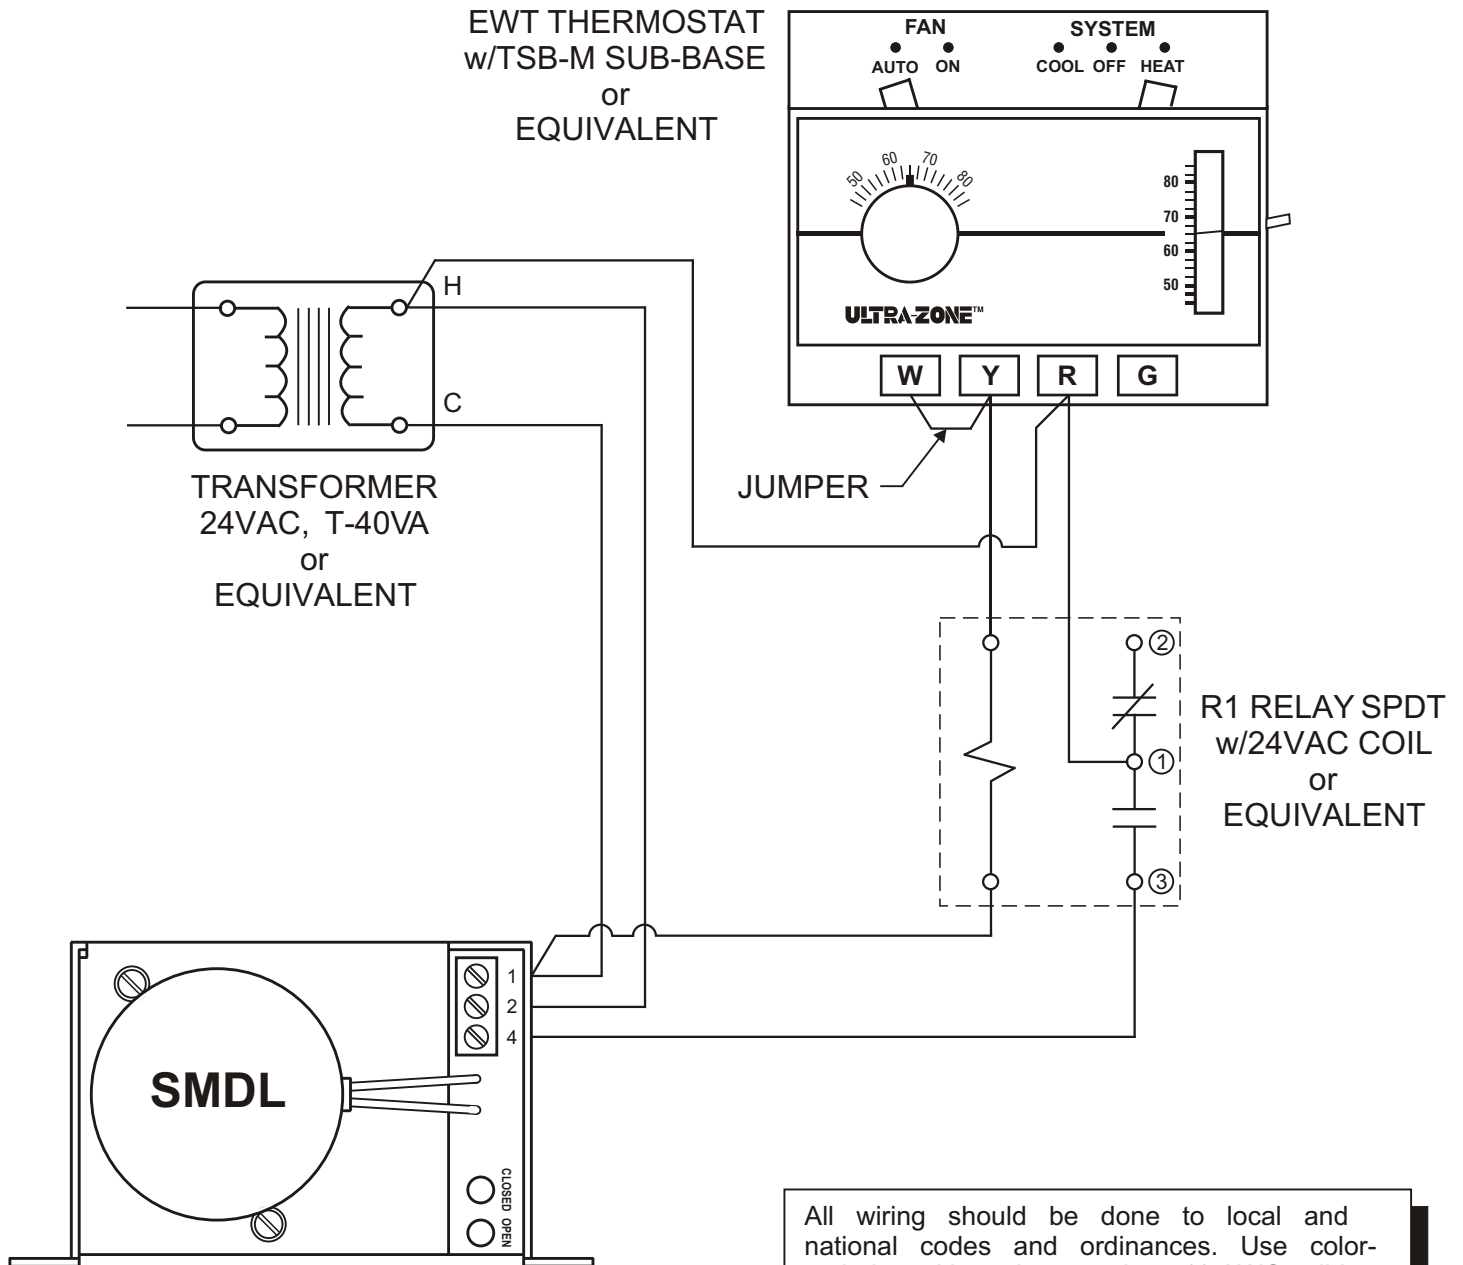 EWT THERMOSTAT
w/TSB-M SUB-BASE
or
EQUIVALENT
FAN
SYSTEM
AUTO ON
COOL OFF HEAT
50 60 70 80
80
70
60
50
ULTRA-ZONE™
W Y R G
JUMPER
H
C
TRANSFORMER
24VAC, T-40VA
or
EQUIVALENT
2
1
3
R1 RELAY SPDT
w/24VAC COIL
or
EQUIVALENT
1
2
4
SMDL
CLOSED OPEN
All wiring should be done to local and
national codes and ordinances. Use color-